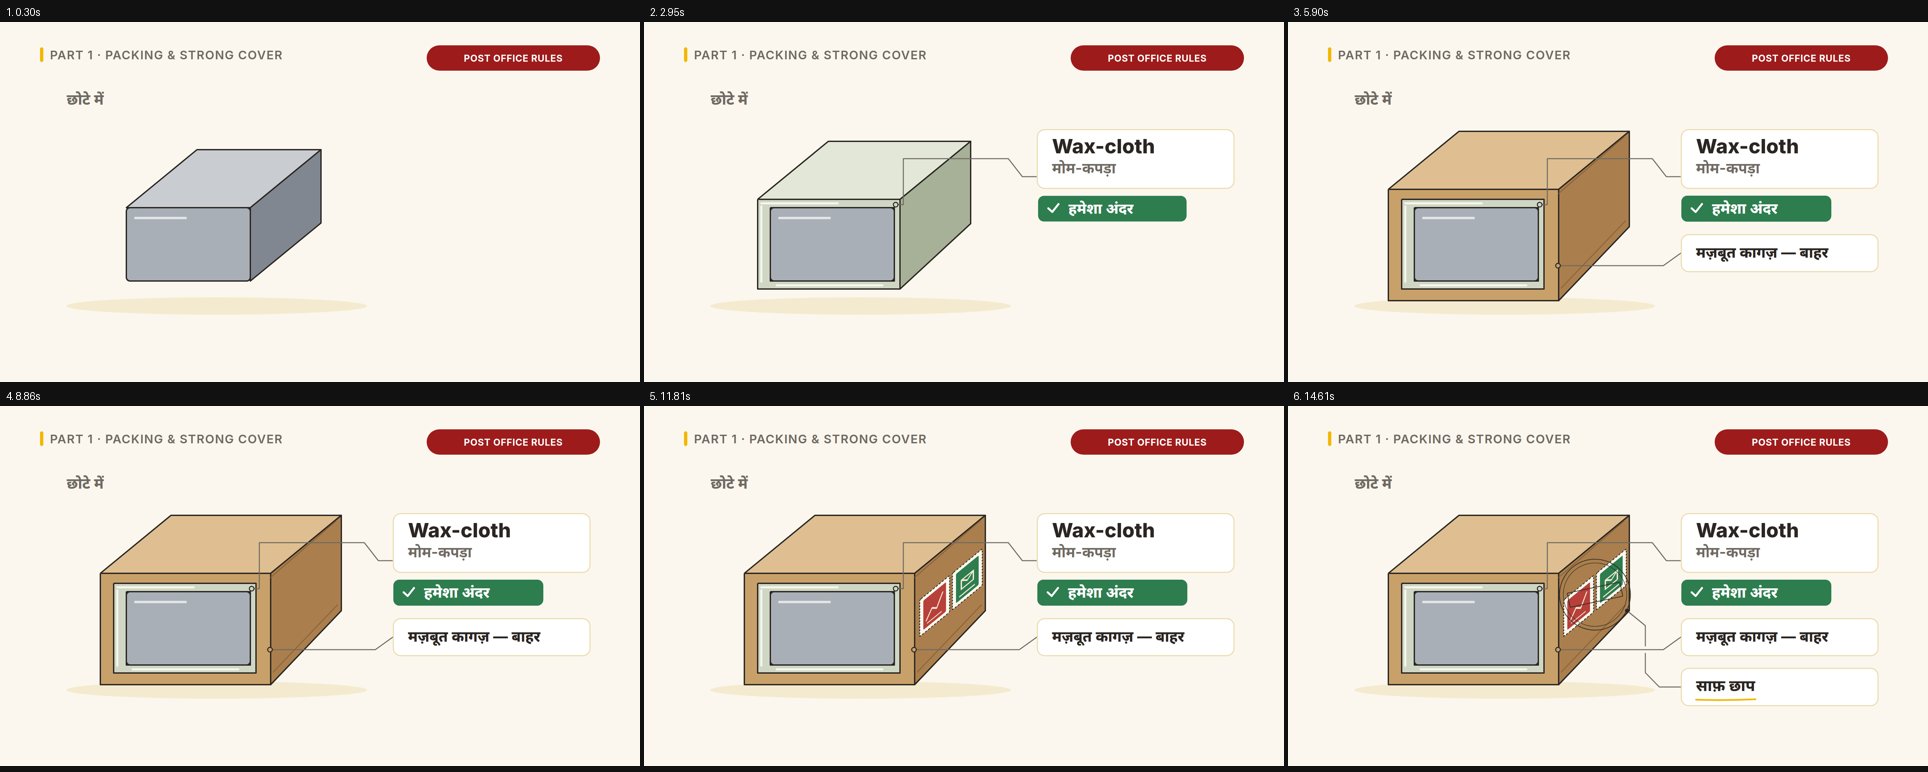 1. 0.30s
PART 1 · PACKING & STRONG COVER
POST OFFICE RULES
छोटे में
2. 2.95s
PART 1 · PACKING & STRONG COVER
POST OFFICE RULES
छोटे में
Wax-cloth
मोम-कपड़ा
हमेशा अंदर
3. 5.90s
PART 1 · PACKING & STRONG COVER
POST OFFICE RULES
छोटे में
Wax-cloth
मोम-कपड़ा
हमेशा अंदर
मज़बूत कागज़ — बाहर
4. 8.86s
PART 1 · PACKING & STRONG COVER
POST OFFICE RULES
छोटे में
Wax-cloth
मोम-कपड़ा
हमेशा अंदर
मज़बूत कागज़ — बाहर
5. 11.81s
PART 1 · PACKING & STRONG COVER
POST OFFICE RULES
छोटे में
Wax-cloth
मोम-कपड़ा
हमेशा अंदर
मज़बूत कागज़ — बाहर
6. 14.61s
PART 1 · PACKING & STRONG COVER
POST OFFICE RULES
छोटे में
Wax-cloth
मोम-कपड़ा
हमेशा अंदर
मज़बूत कागज़ — बाहर
साफ़ छाप